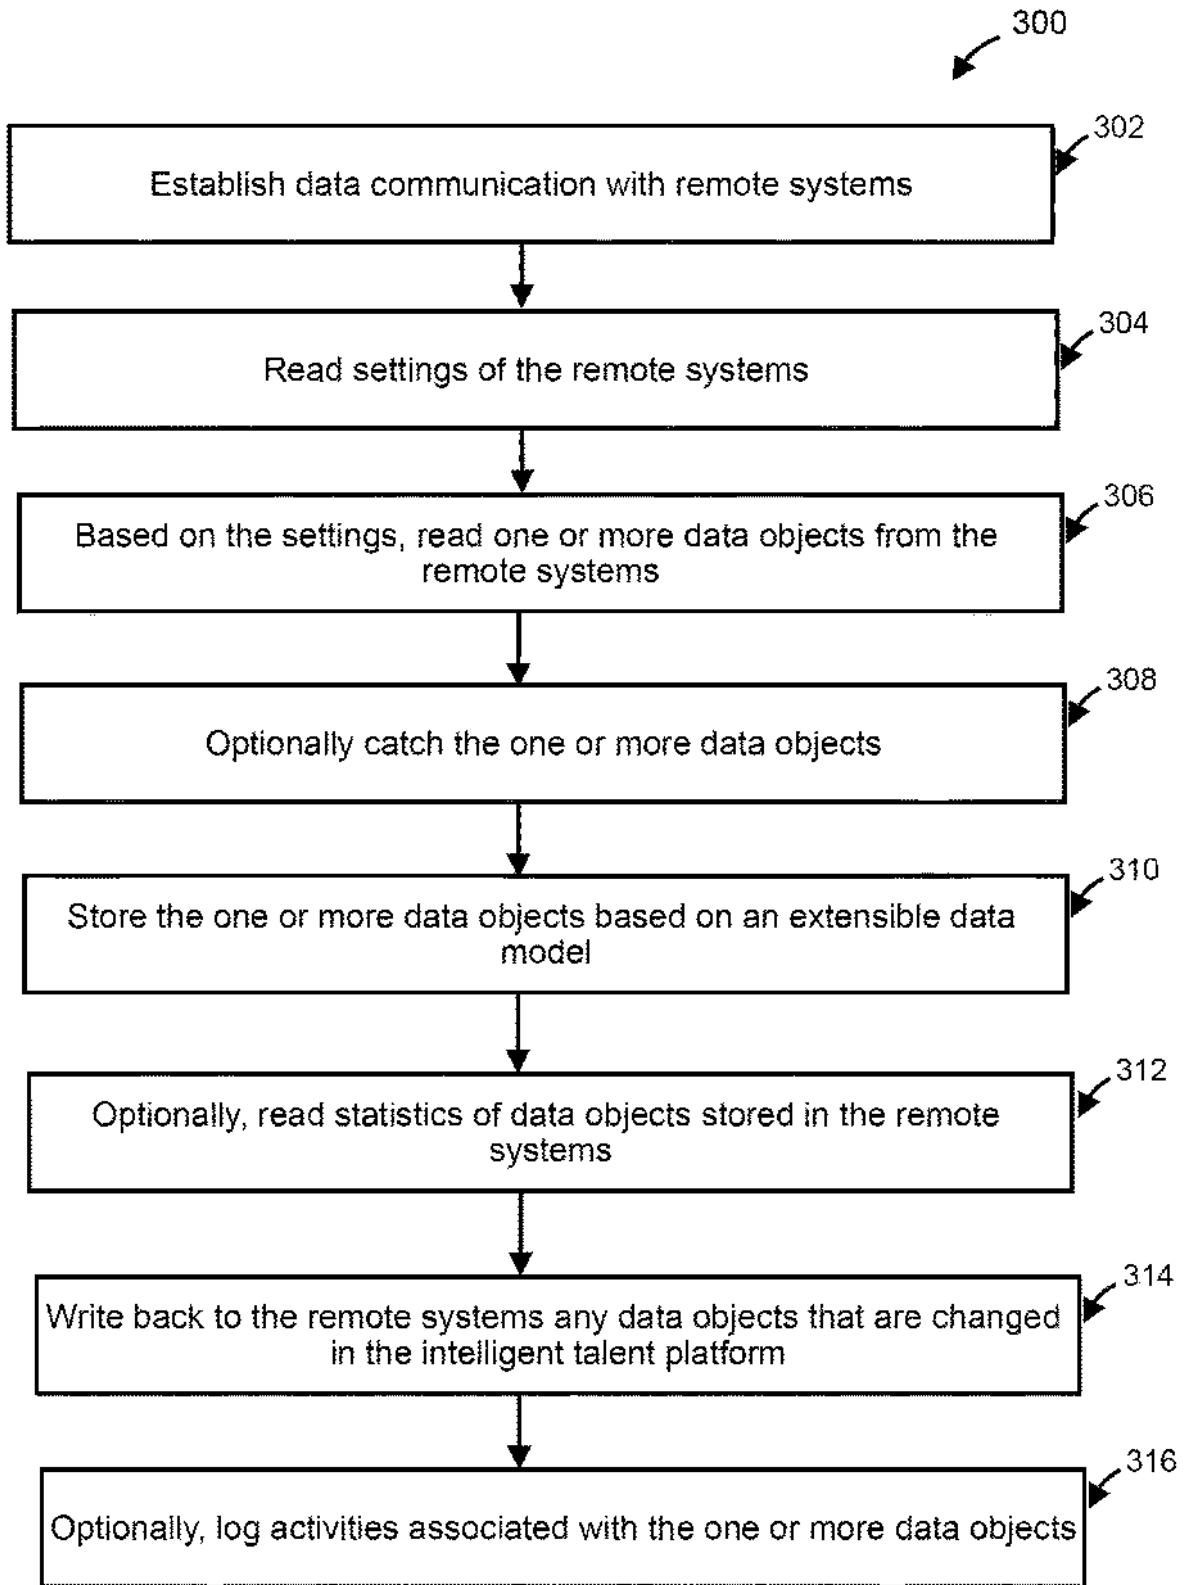 300
302
Establish data communication with remote systems
304
Read settings of the remote systems
306
Based on the settings, read one or more data objects from the
remote systems
308
Optionally catch the one or more data objects
310
Store the one or more data objects based on an extensible data
model
312
Optionally, read statistics of data objects stored in the remote
systems
314
Write back to the remote systems any data objects that are changed
in the intelligent talent platform
316
Optionally, log activities associated with the one or more data objects